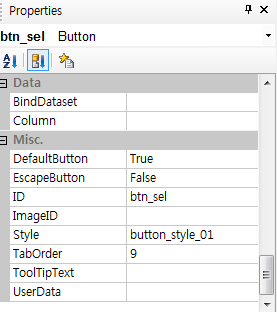 Properties
btn_sel Button
Data
BindDataset
Column
Misc.
DefaultButton True
EscapeButton False
ID btn_sel
ImageID
Style button_style_01
TabOrder 9
ToolTipText
UserData